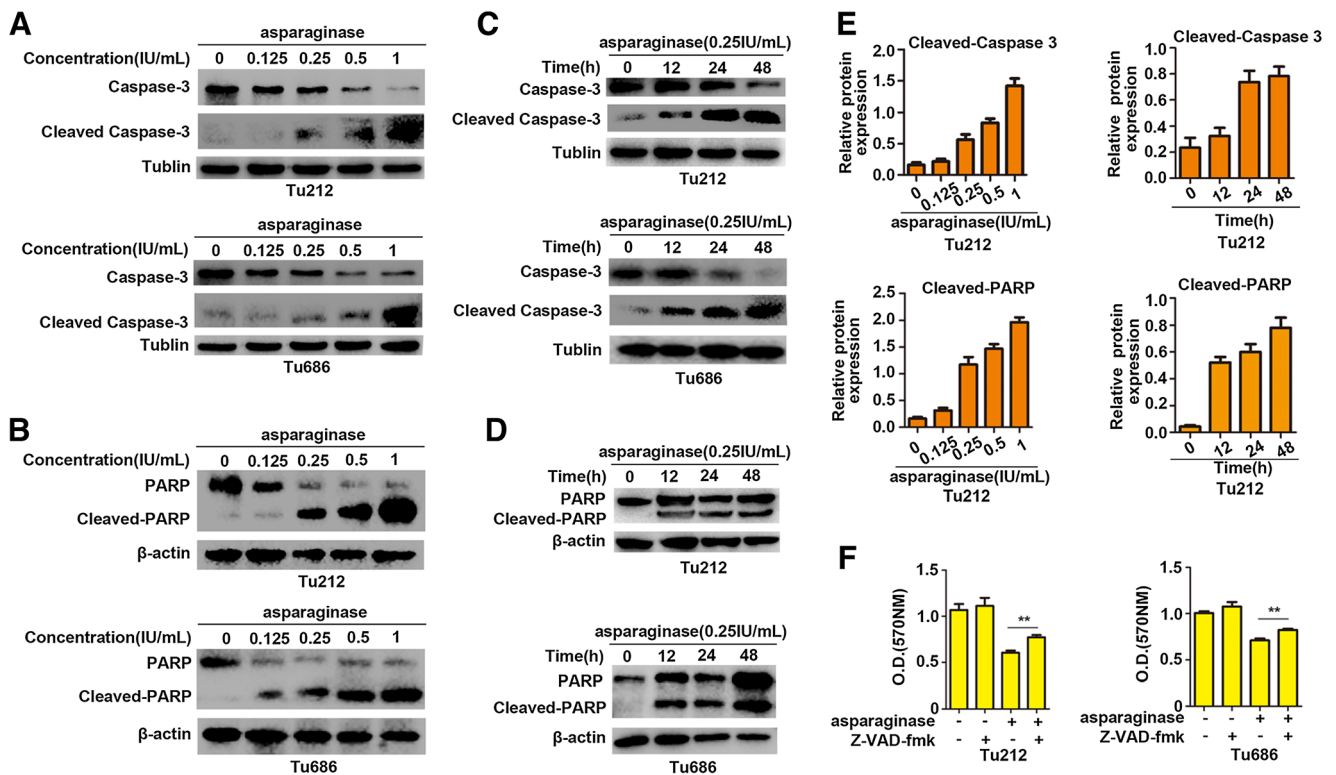 A
asparaginase
Concentration(IU/mL) 0 0.125 0.25 0.5 1
Caspase-3
Cleaved Caspase-3
Tublin
Tu212
asparaginase
Concentration(IU/mL) 0 0.125 0.25 0.5 1
Caspase-3
Cleaved Caspase-3
Tublin
Tu686
B
asparaginase
Concentration(IU/mL) 0 0.125 0.25 0.5 1
PARP
Cleaved-PARP
β-actin
Tu212
asparaginase
Concentration(IU/mL) 0 0.125 0.25 0.5 1
PARP
Cleaved-PARP
β-actin
Tu686
C
asparaginase(0.25IU/mL)
Time(h) 0 12 24 48
Caspase-3
Cleaved Caspase-3
Tublin
Tu212
asparaginase(0.25IU/mL)
Time(h) 0 12 24 48
Caspase-3
Cleaved Caspase-3
Tublin
Tu686
D
asparaginase(0.25IU/mL)
Time(h) 0 12 24 48
PARP
Cleaved-PARP
β-actin
Tu212
asparaginase(0.25IU/mL)
Time(h) 0 12 24 48
PARP
Cleaved-PARP
β-actin
Tu686
E
Cleaved-Caspase 3
Relative protein
expression
2.0
1.5
1.0
0.5
0.0
0 0.125 0.25 0.5 1
asparaginase(IU/mL)
Tu212
Cleaved-Caspase 3
Relative protein
expression
1.0
0.8
0.6
0.4
0.2
0.0
0 12 24 48
Time(h)
Tu212
Cleaved-PARP
Relative protein
expression
2.5
2.0
1.5
1.0
0.5
0.0
0 0.125 0.25 0.5 1
asparaginase(IU/mL)
Tu212
Cleaved-PARP
Relative protein
expression
1.0
0.8
0.6
0.4
0.2
0.0
0 12 24 48
Time(h)
Tu212
F
O.D.(570NM)
1.5
1.0
0.5
0
**
asparaginase - - + +
Z-VAD-fmk - + - +
Tu212
O.D.(570NM)
1.5
1.0
0.5
0
**
asparaginase - - + +
Z-VAD-fmk - + - +
Tu686